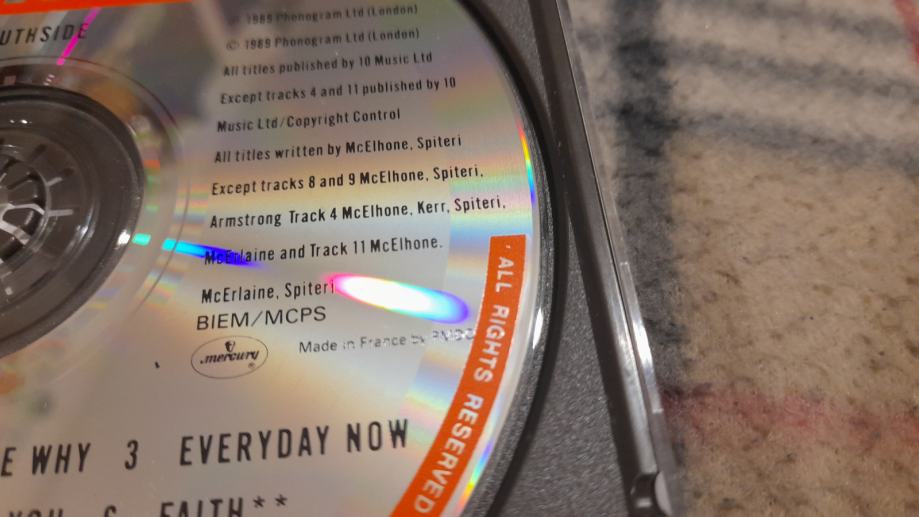 UTHSIDE
℗ 1989 Phonogram Ltd (London)
© 1989 Phonogram Ltd (London)
All titles published by 10 Music Ltd
Except tracks 4 and 11 published by 10
Music Ltd/Copyright Control
All titles written by McElhone, Spiteri
Except tracks 8 and 9 McElhone, Spiteri,
Armstrong Track 4 McElhone, Kerr, Spiteri,
McErlaine and Track 11 McElhone.
McErlaine, Spiteri
BIEM/MCPS
mercury
Made in France by
ALL RIGHTS RESERVED
E WHY 3 EVERYDAY NOW
YOU 6 FAITH**